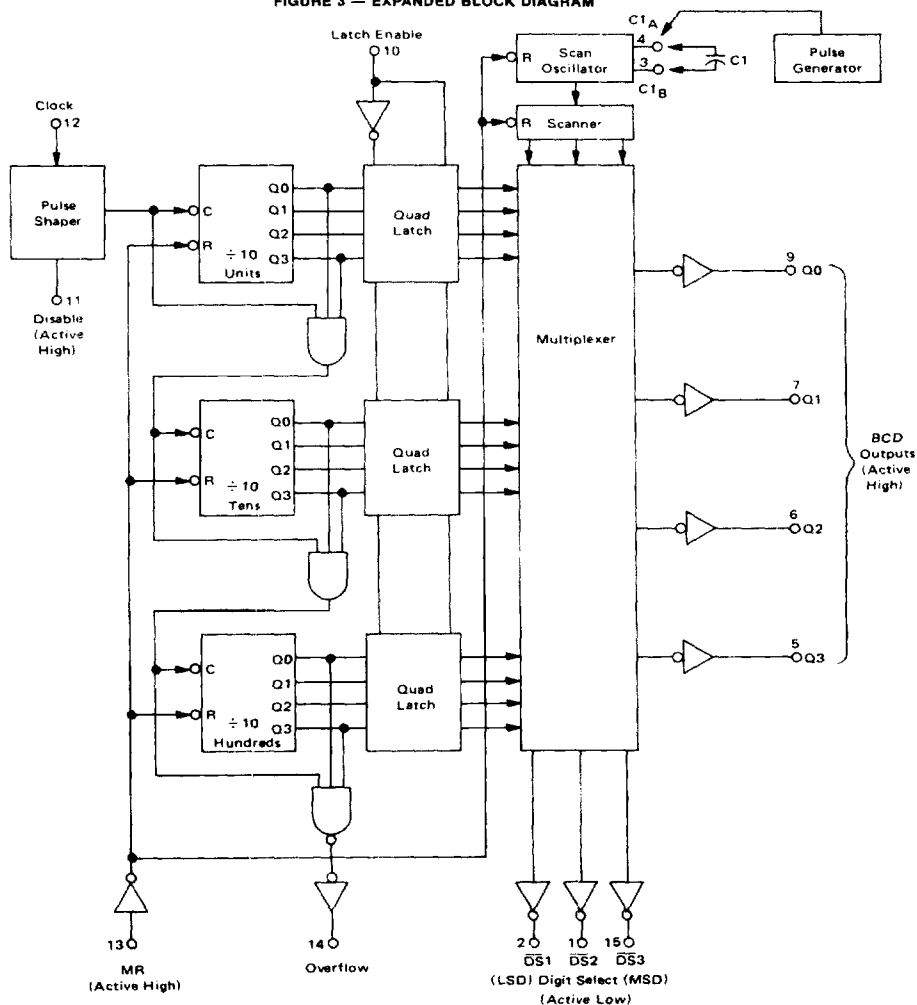 FIGURE 3 — EXPANDED BLOCK DIAGRAM
Latch Enable
10
C1A
4
3
C1
C1B
R
Scan
Oscillator
Pulse
Generator
R
Scanner
Clock
12
Pulse
Shaper
11
Disable
(Active
High)
C
R
Q0
Q1
Q2
Q3
÷10
Units
Quad
Latch
Multiplexer
9
Q0
7
Q1
6
Q2
5
Q3
BCD
Outputs
(Active
High)
C
R
Q0
Q1
Q2
Q3
÷10
Tens
Quad
Latch
C
R
Q0
Q1
Q2
Q3
÷10
Hundreds
Quad
Latch
13
MR
(Active High)
14
Overflow
2
D̅S̅1
1
D̅S̅2
15
D̅S̅3
(LSD) Digit Select (MSD)
(Active Low)